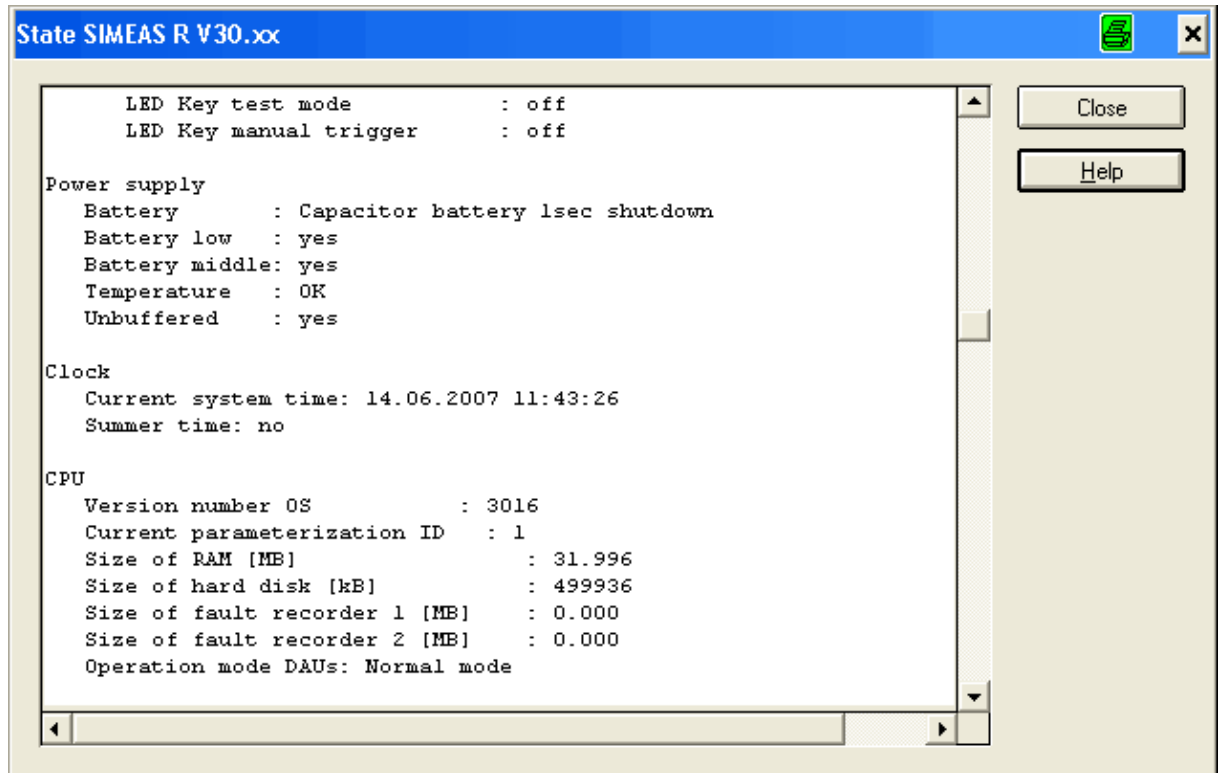 State SIMEAS R V30.xx
LED Key test mode : off
LED Key manual trigger : off
Power supply
Battery : Capacitor battery 1sec shutdown
Battery low : yes
Battery middle: yes
Temperature : OK
Unbuffered : yes
Clock
Current system time: 14.06.2007 11:43:26
Summer time: no
CPU
Version number OS : 3016
Current parameterization ID : 1
Size of RAM [MB] : 31.996
Size of hard disk [kB] : 499936
Size of fault recorder 1 [MB] : 0.000
Size of fault recorder 2 [MB] : 0.000
Operation mode DAUs: Normal mode
Close
Help